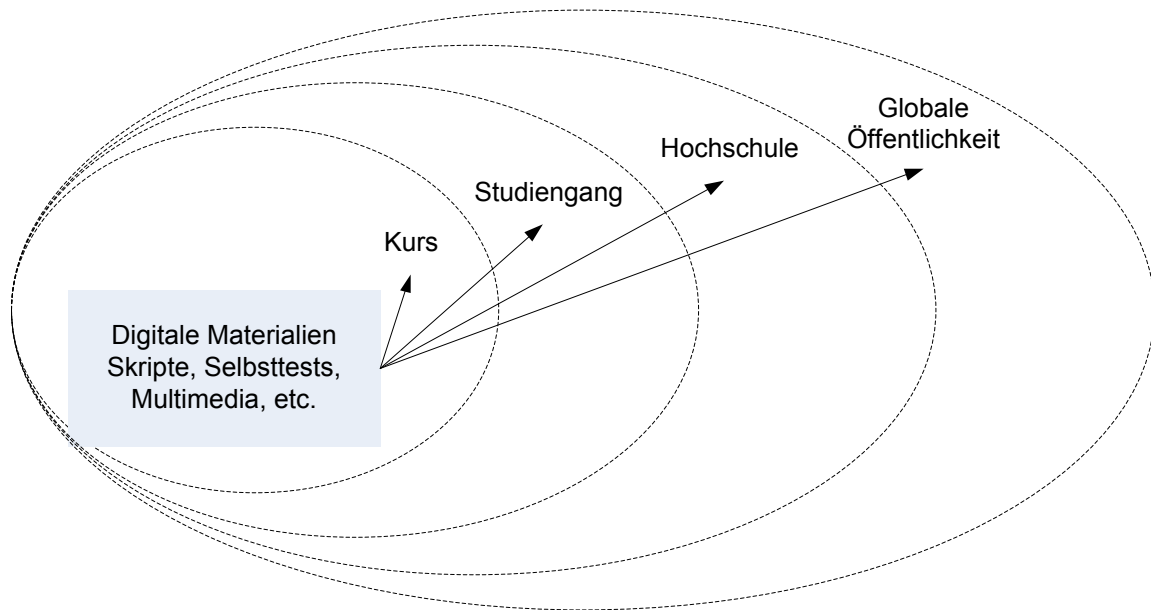 Globale
Öffentlichkeit
Hochschule
Studiengang
Kurs
Digitale Materialien
Skripte, Selbsttests,
Multimedia, etc.